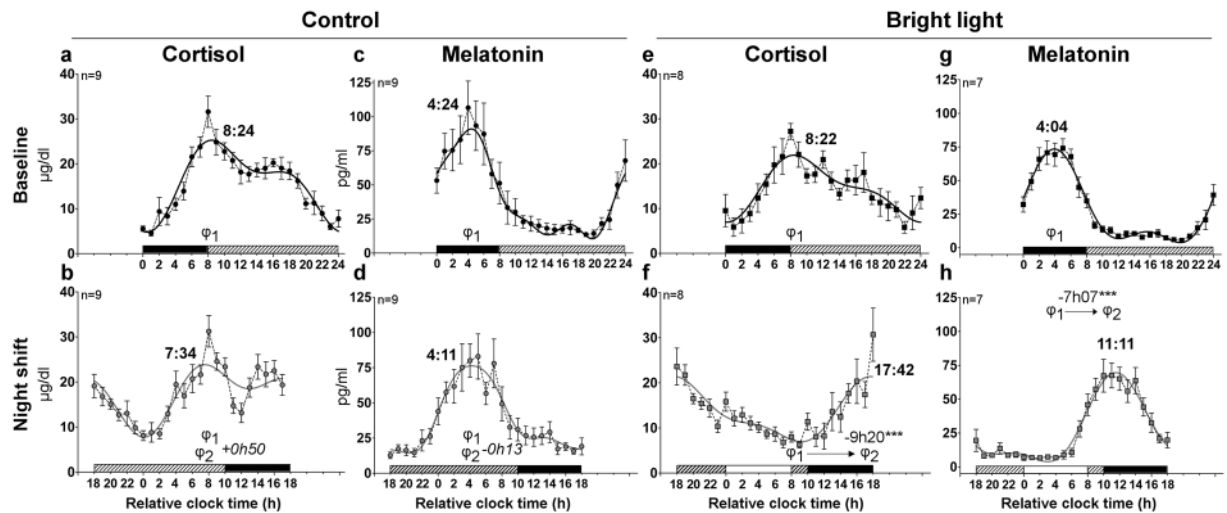 Control
Bright light
Cortisol
Melatonin
Cortisol
Melatonin
Baseline
a
n=9
µg/dl
40
30
20
10
0
8:24
φ1
0 2 4 6 8 10 12 14 16 18 20 22 24
c
n=9
pg/ml
125
100
75
50
25
0
4:24
φ1
0 2 4 6 8 10 12 14 16 18 20 22 24
e
n=8
40
30
20
10
0
8:22
φ1
0 2 4 6 8 10 12 14 16 18 20 22 24
g
n=7
125
100
75
50
25
0
4:04
φ1
0 2 4 6 8 10 12 14 16 18 20 22 24
Night shift
b
n=9
µg/dl
40
30
20
10
0
7:34
φ1
φ2 +0h50
18 20 22 0 2 4 6 8 10 12 14 16 18
Relative clock time (h)
d
n=9
pg/ml
125
100
75
50
25
0
4:11
φ1
φ2 -0h13
18 20 22 0 2 4 6 8 10 12 14 16 18
Relative clock time (h)
f
n=8
40
30
20
10
0
17:42
-9h20***
φ1 → φ2
18 20 22 0 2 4 6 8 10 12 14 16 18
Relative clock time (h)
h
n=7
125
100
75
50
25
0
-7h07***
φ1 → φ2
11:11
18 20 22 0 2 4 6 8 10 12 14 16 18
Relative clock time (h)